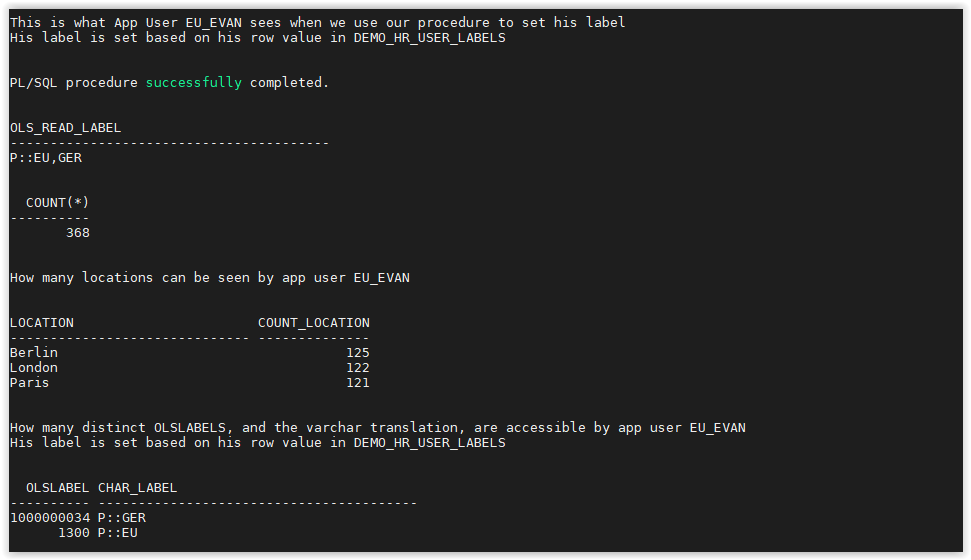 This is what App User EU_EVAN sees when we use our procedure to set his label
His label is set based on his row value in DEMO_HR_USER_LABELS
PL/SQL procedure successfully completed.
OLS_READ_LABEL
----------------------------------------
P::EU,GER
COUNT(*)
----------
368
How many locations can be seen by app user EU_EVAN
LOCATION COUNT_LOCATION
------------------------------ --------------
Berlin 125
London 122
Paris 121
How many distinct OLSLABELS, and the varchar translation, are accessible by app user EU_EVAN
His label is set based on his row value in DEMO_HR_USER_LABELS
OLSLABEL CHAR_LABEL
---------- ----------------------------------------
1000000034 P::GER
1300 P::EU